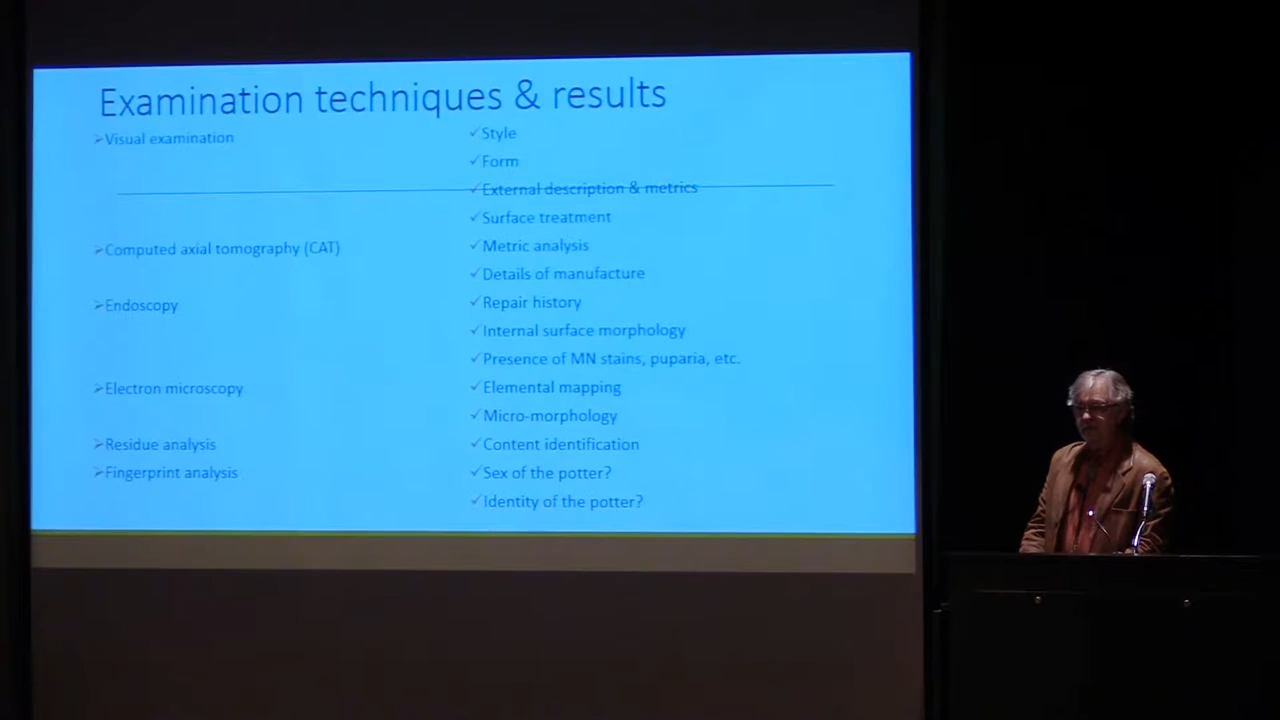 Examination techniques & results
➢Visual examination
➢Computed axial tomography (CAT)
➢Endoscopy
➢Electron microscopy
➢Residue analysis
➢Fingerprint analysis
✓Style
✓Form
✓External description & metrics
✓Surface treatment
✓Metric analysis
✓Details of manufacture
✓Repair history
✓Internal surface morphology
✓Presence of MN stains, puparia, etc.
✓Elemental mapping
✓Micro-morphology
✓Content identification
✓Sex of the potter?
✓Identity of the potter?